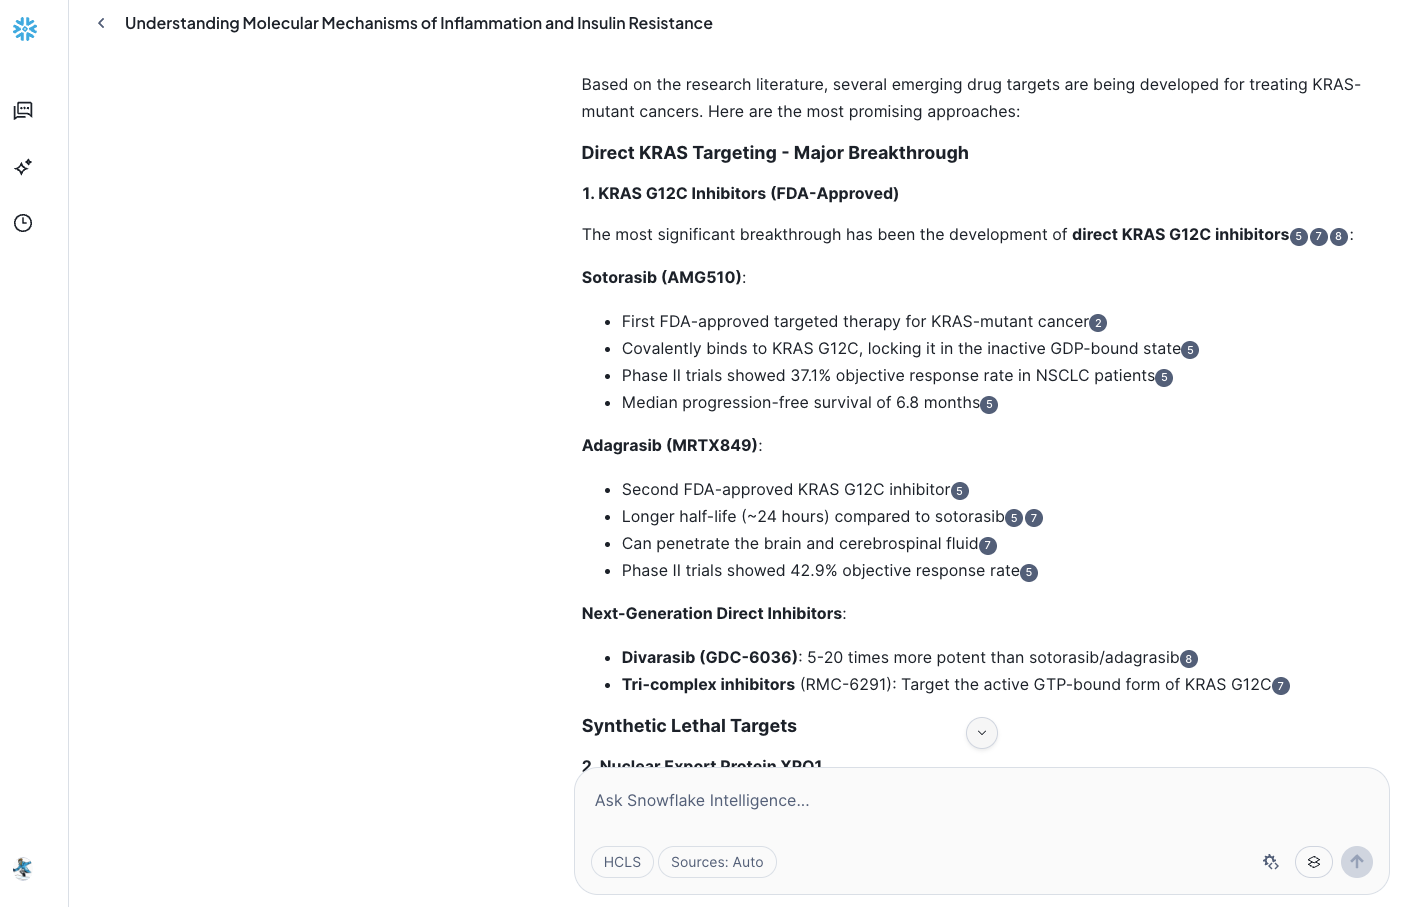 Understanding Molecular Mechanisms of Inflammation and Insulin Resistance
Based on the research literature, several emerging drug targets are being developed for treating KRAS-
mutant cancers. Here are the most promising approaches:
Direct KRAS Targeting - Major Breakthrough
1. KRAS G12C Inhibitors (FDA-Approved)
The most significant breakthrough has been the development of direct KRAS G12C inhibitors 5 7 8 :
Sotorasib (AMG510):
• First FDA-approved targeted therapy for KRAS-mutant cancer 2
• Covalently binds to KRAS G12C, locking it in the inactive GDP-bound state 5
• Phase II trials showed 37.1% objective response rate in NSCLC patients 5
• Median progression-free survival of 6.8 months 5
Adagrasib (MRTX849):
• Second FDA-approved KRAS G12C inhibitor 5
• Longer half-life (~24 hours) compared to sotorasib 5 7
• Can penetrate the brain and cerebrospinal fluid 7
• Phase II trials showed 42.9% objective response rate 5
Next-Generation Direct Inhibitors:
• Divarasib (GDC-6036): 5-20 times more potent than sotorasib/adagrasib 8
• Tri-complex inhibitors (RMC-6291): Target the active GTP-bound form of KRAS G12C 7
Synthetic Lethal Targets
2. Nuclear Export Protein XPO1
Ask Snowflake Intelligence...
HCLS
Sources: Auto